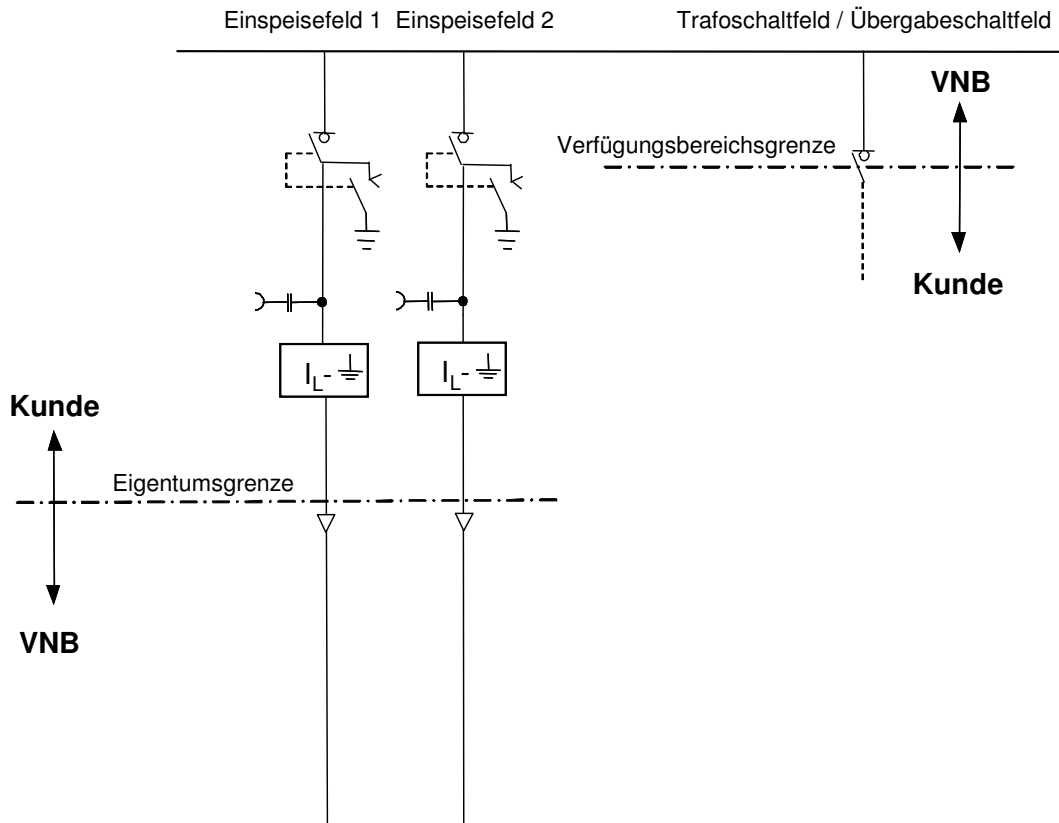 Einspeisefeld 1 Einspeisefeld 2 Trafoschaltfeld / Übergabeschaltfeld
VNB
Verfügungsbereichsgrenze
Kunde
I_L- I_L-
Kunde
Eigentumsgrenze
VNB